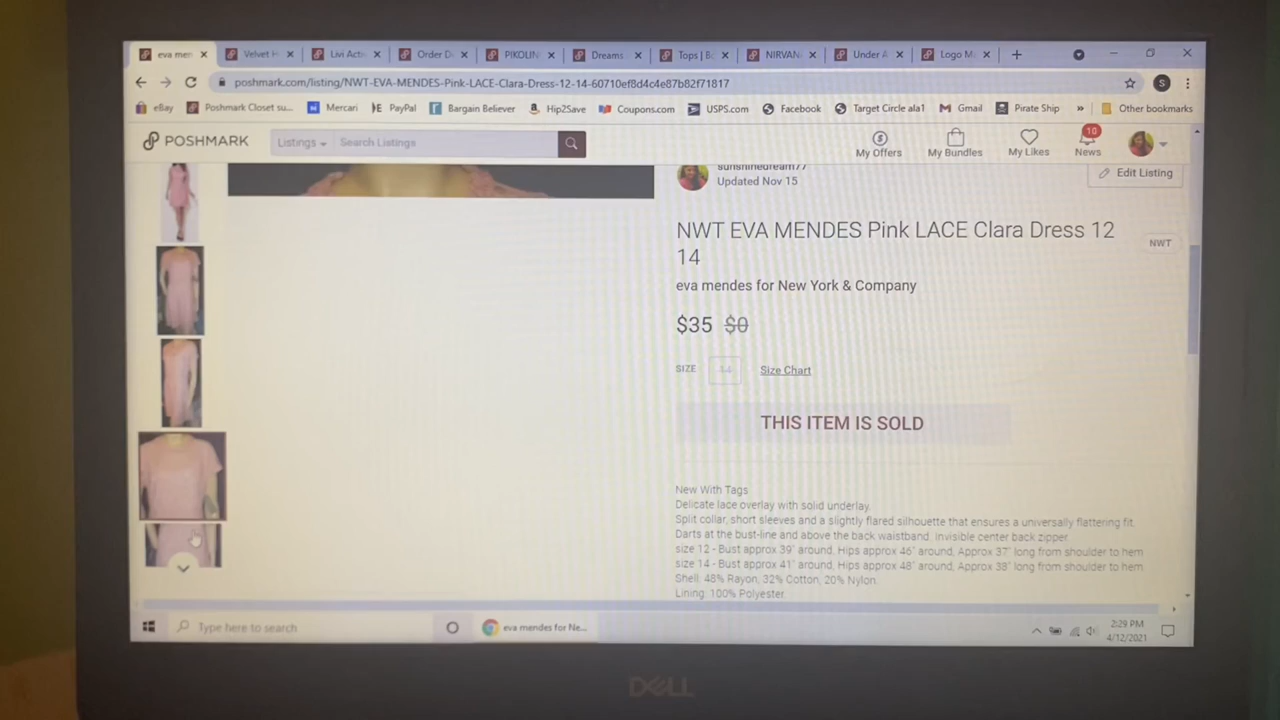 eva men
Velvet H
Livi Acti
Order D
PIKOLIN
Dreams
Tops | Bo
NIRVAN
Under A
Logo M
poshmark.com/listing/NWT-EVA-MENDES-Pink-LACE-Clara-Dress-12-14-60710ef8d4c4e87b82f71817
S
eBay
Poshmark Closet su...
Mercari
PayPal
Bargain Believer
Hip2Save
Coupons.com
USPS.com
Facebook
Target Circle ala1
Gmail
Pirate Ship
»
Other bookmarks
POSHMARK
Listings
Search Listings
My Offers
My Bundles
My Likes
10
News
sunshinedream77
Updated Nov 15
Edit Listing
NWT EVA MENDES Pink LACE Clara Dress 12
14
NWT
eva mendes for New York & Company
$35 $0
SIZE
14
Size Chart
THIS ITEM IS SOLD
New With Tags
Delicate lace overlay with solid underlay.
Split collar, short sleeves and a slightly flared silhouette that ensures a universally flattering fit.
Darts at the bust-line and above the back waistband. Invisible center back zipper.
size 12 - Bust approx 39" around, Hips approx 46" around, Approx 37" long from shoulder to hem
size 14 - Bust approx 41" around, Hips approx 48" around, Approx 38" long from shoulder to hem
Shell: 48% Rayon, 32% Cotton, 20% Nylon.
Lining: 100% Polyester.
Type here to search
eva mendes for Ne...
2:29 PM
4/12/2021
DELL